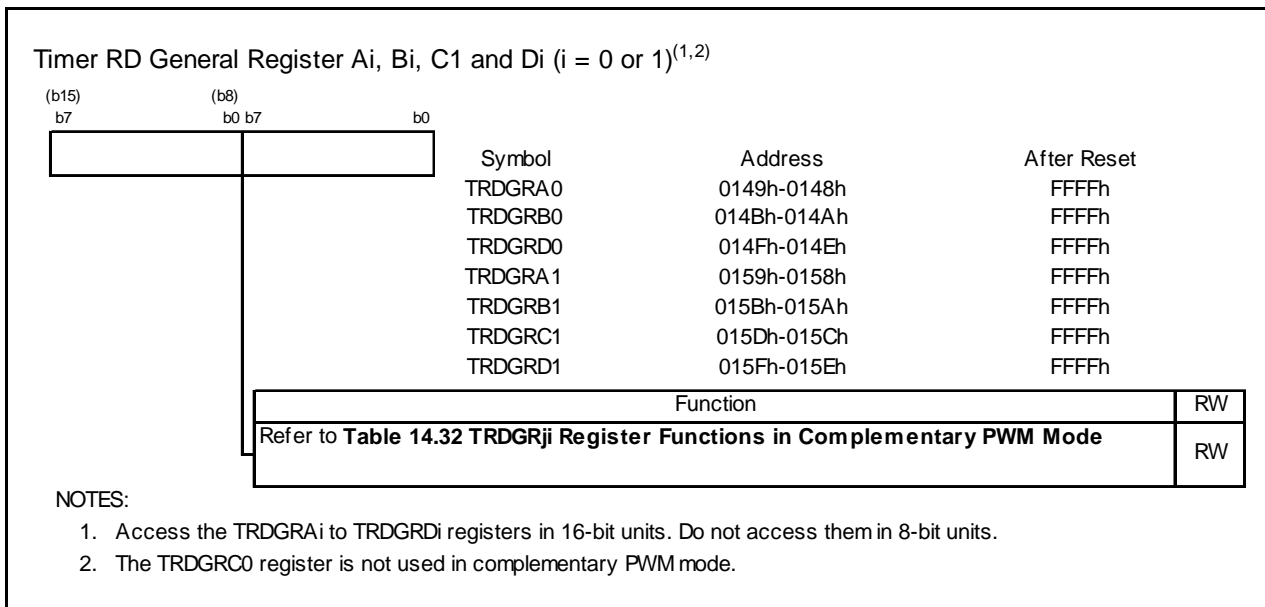 Timer RD General Register Ai, Bi, C1 and Di (i = 0 or 1)(1,2)
(b15) (b8)
b7 b0 b7 b0
Symbol Address After Reset
TRDGRA0 0149h-0148h FFFFh
TRDGRB0 014Bh-014Ah FFFFh
TRDGRD0 014Fh-014Eh FFFFh
TRDGRA1 0159h-0158h FFFFh
TRDGRB1 015Bh-015Ah FFFFh
TRDGRC1 015Dh-015Ch FFFFh
TRDGRD1 015Fh-015Eh FFFFh
Function RW
Refer to Table 14.32 TRDGRji Register Functions in Complementary PWM Mode RW
NOTES:
1. Access the TRDGRAi to TRDGRDi registers in 16-bit units. Do not access them in 8-bit units.
2. The TRDGRC0 register is not used in complementary PWM mode.